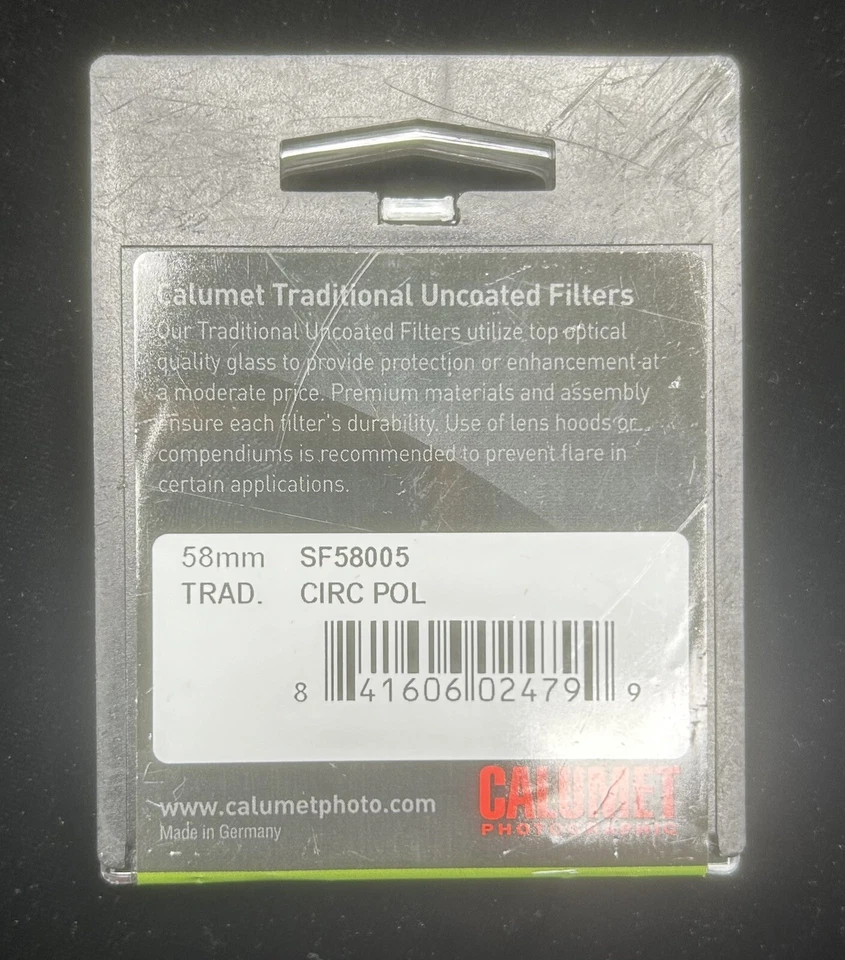 Calumet Traditional Uncoated Filters
Our Traditional Uncoated Filters utilize top optical
quality glass to provide protection or enhancement at
a moderate price. Premium materials and assembly
ensure each filter's durability. Use of lens hoods or
compendiums is recommended to prevent flare in
certain applications.
58mm SF58005
TRAD. CIRC POL
8 41606 02479 9
www.calumetphoto.com
Made in Germany
CALUMET
PHOTOGRAPHIC